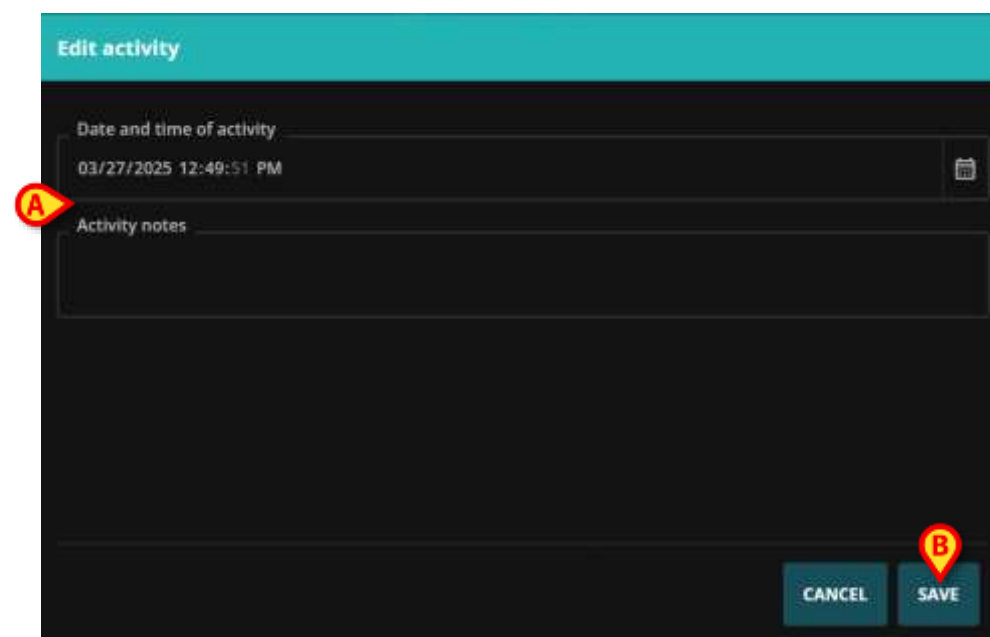 Edit activity
Date and time of activity
03/27/2025 12:49:51 PM
A
Activity notes
B
CANCEL SAVE